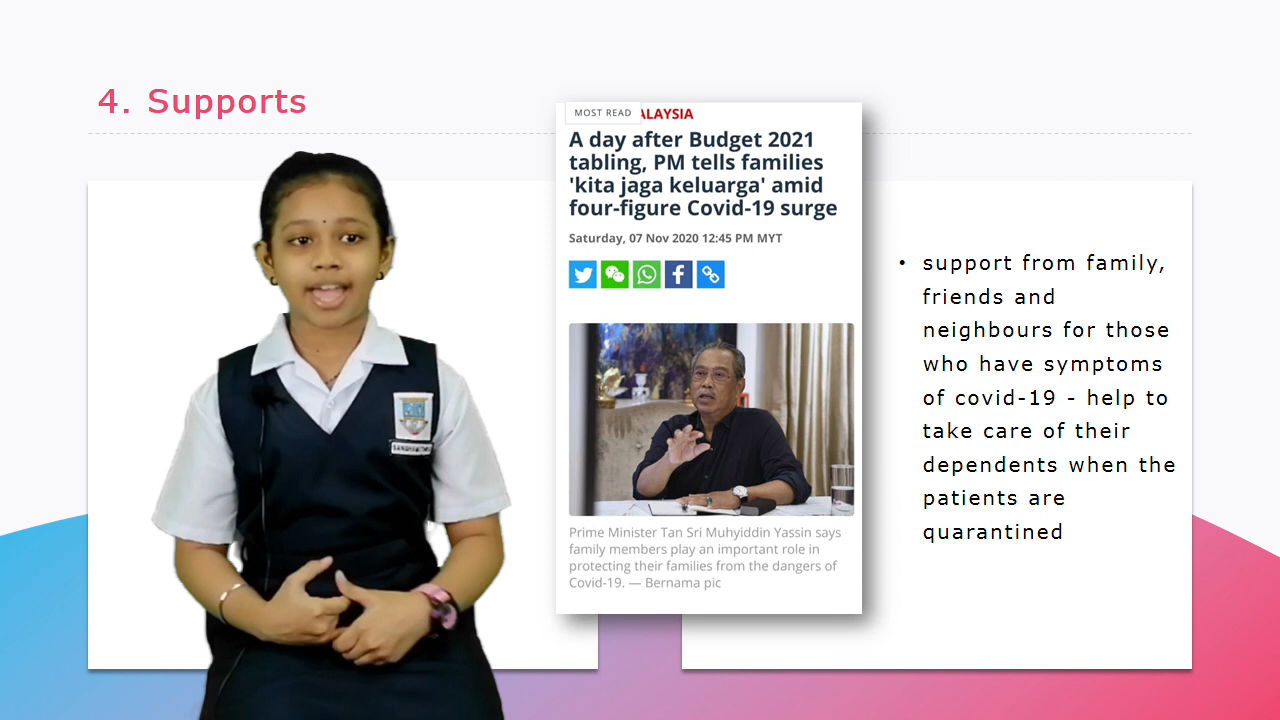 4. Supports
MOST READ
ALAYSIA
A day after Budget 2021
tabling, PM tells families
'kita jaga keluarga' amid
four-figure Covid-19 surge
Saturday, 07 Nov 2020 12:45 PM MYT
Prime Minister Tan Sri Muhyiddin Yassin says
family members play an important role in
protecting their families from the dangers of
Covid-19. — Bernama pic
• support from family,
friends and
neighbours for those
who have symptoms
of covid-19 - help to
take care of their
dependents when the
patients are
quarantined